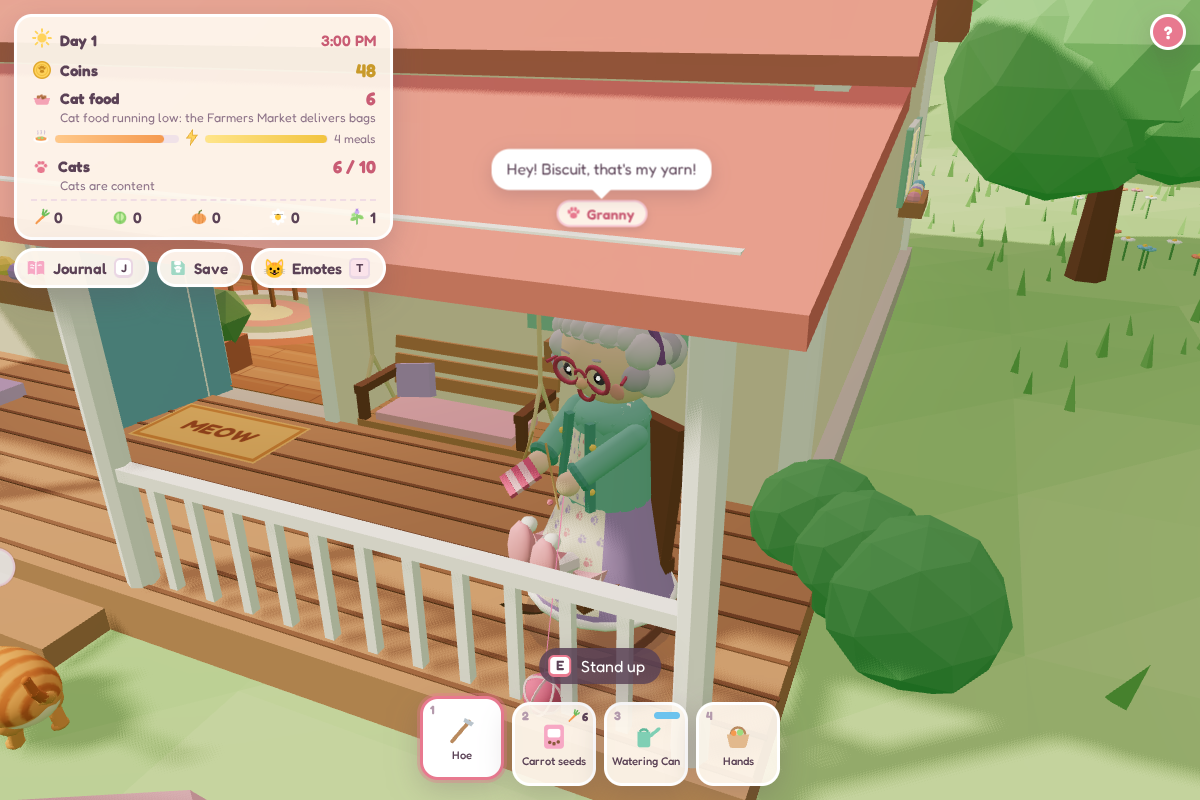 Day 1 3:00 PM
Coins 48
Cat food 6
Cat food running low: the Farmers Market delivers bags
4 meals
Cats 6 / 10
Cats are content
0 0 0 0 1
Journal J Save Emotes T
?
Hey! Biscuit, that's my yarn!
Granny
MEOW
E Stand up
1 Hoe
2 6 Carrot seeds
3 Watering Can
4 Hands